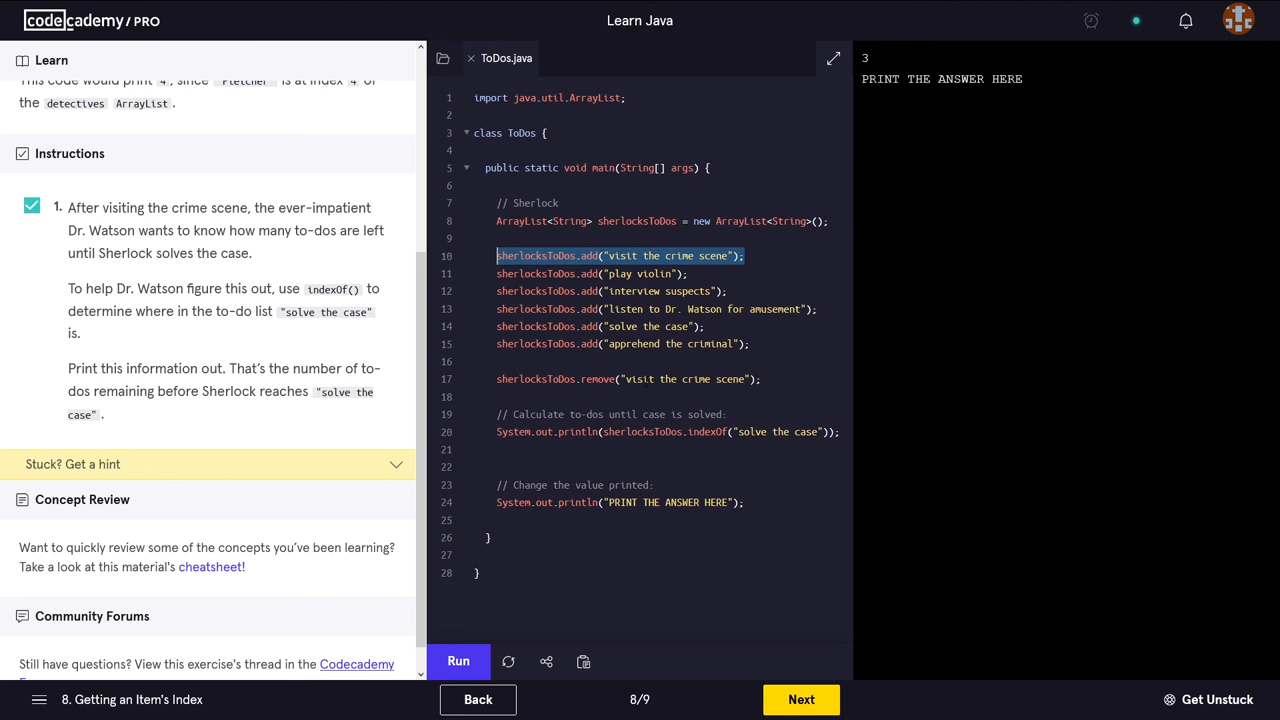 codecademy/PRO
Learn Java
Learn
This code would print 4, since "Fletcher" is at index 4 of
the detectives ArrayList.
Instructions
1. After visiting the crime scene, the ever-impatient
Dr. Watson wants to know how many to-dos are left
until Sherlock solves the case.
To help Dr. Watson figure this out, use indexOf() to
determine where in the to-do list "solve the case"
is.
Print this information out. That’s the number of to-
dos remaining before Sherlock reaches "solve the
case".
Stuck? Get a hint
Concept Review
Want to quickly review some of the concepts you’ve been learning?
Take a look at this material's cheatsheet!
Community Forums
Still have questions? View this exercise's thread in the Codecademy
ToDos.java
1 import java.util.ArrayList;
2
3 class ToDos {
4
5 public static void main(String[] args) {
6
7 // Sherlock
8 ArrayList<String> sherlocksToDos = new ArrayList<String>();
9
10 sherlocksToDos.add("visit the crime scene");
11 sherlocksToDos.add("play violin");
12 sherlocksToDos.add("interview suspects");
13 sherlocksToDos.add("listen to Dr. Watson for amusement");
14 sherlocksToDos.add("solve the case");
15 sherlocksToDos.add("apprehend the criminal");
16
17 sherlocksToDos.remove("visit the crime scene");
18
19 // Calculate to-dos until case is solved:
20 System.out.println(sherlocksToDos.indexOf("solve the case"));
21
22
23 // Change the value printed:
24 System.out.println("PRINT THE ANSWER HERE");
25
26 }
27
28 }
Run
3
PRINT THE ANSWER HERE
8. Getting an Item's Index
Back
8/9
Next
Get Unstuck